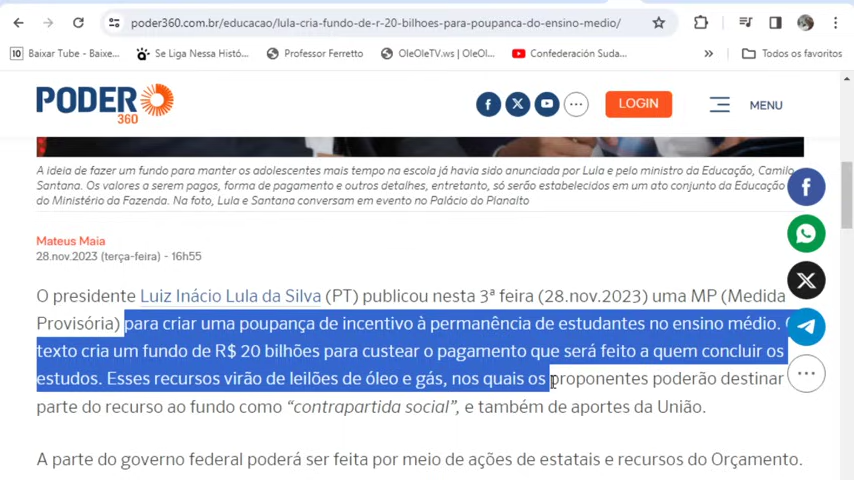 poder360.com.br/educacao/lula-cria-fundo-de-r-20-bilhoes-para-poupanca-do-ensino-medio/
Baixar Tube - Baixe...
Se Liga Nessa Histó...
Professor Ferretto
OleOleTV.ws | OleOl...
Confederación Suda...
»
Todos os favoritos
PODER
360
LOGIN
MENU
A ideia de fazer um fundo para manter os adolescentes mais tempo na escola já havia sido anunciada por Lula e pelo ministro da Educação, Camilo
Santana. Os valores a serem pagos, forma de pagamento e outros detalhes, entretanto, só serão estabelecidos em um ato conjunto da Educação
do Ministério da Fazenda. Na foto, Lula e Santana conversam em evento no Palácio do Planalto
Mateus Maia
28.nov.2023 (terça-feira) - 16h55
O presidente Luiz Inácio Lula da Silva (PT) publicou nesta 3ª feira (28.nov.2023) uma MP (Medida
Provisória) para criar uma poupança de incentivo à permanência de estudantes no ensino médio.
texto cria um fundo de R$ 20 bilhões para custear o pagamento que será feito a quem concluir os
estudos. Esses recursos virão de leilões de óleo e gás, nos quais os proponentes poderão destinar
parte do recurso ao fundo como “contrapartida social”, e também de aportes da União.
A parte do governo federal poderá ser feita por meio de ações de estatais e recursos do Orçamento.